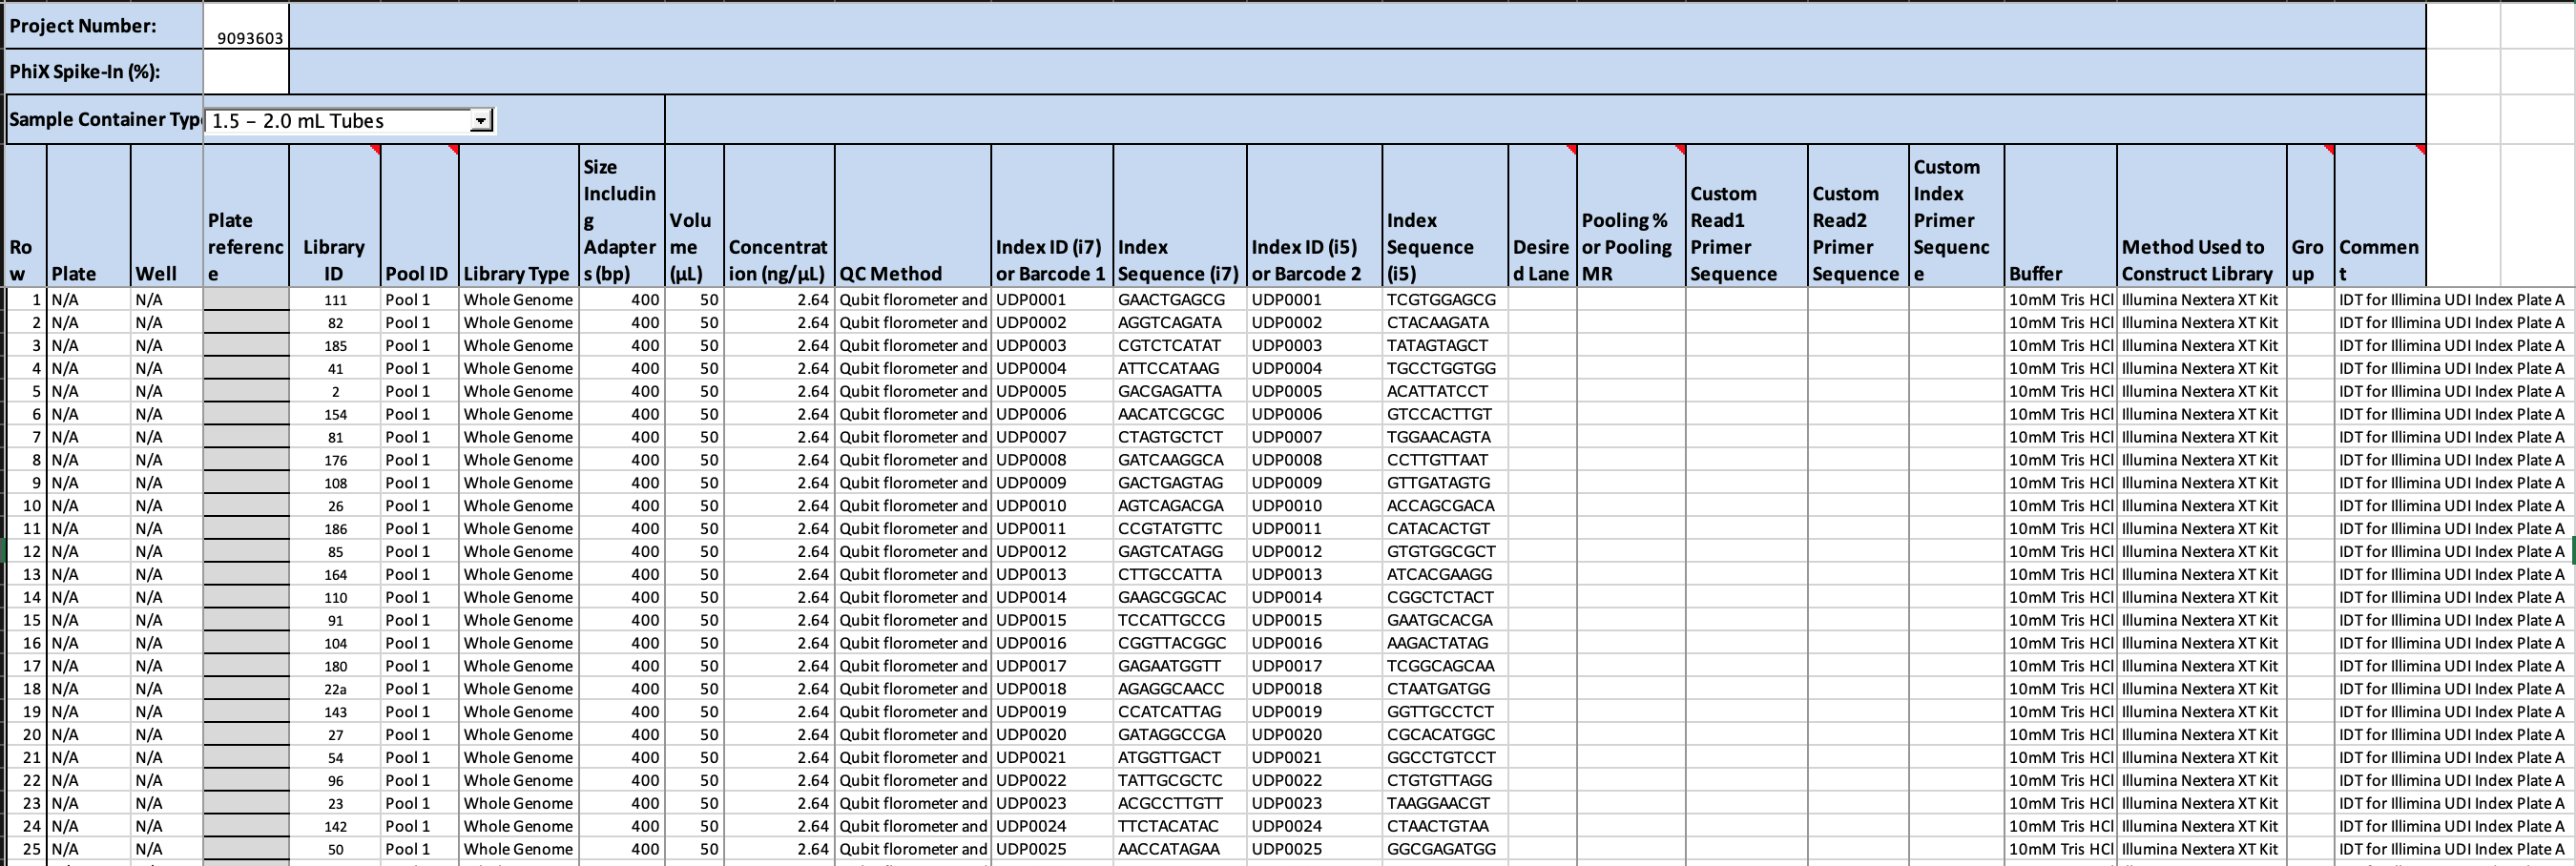 Project Number: 9093603
PhiX Spike-In (%):
Sample Container Typ 1.5 – 2.0 mL Tubes
Row Plate Well Plate reference Library ID Pool ID Library Type Size Including Adapters (bp) Volume (µL) Concentration (ng/µL) QC Method Index ID (i7) or Barcode 1 Index Sequence (i7) Index ID (i5) or Barcode 2 Index Sequence (i5) Desired Lane Pooling % or Pooling MR Custom Read1 Primer Sequence Custom Read2 Primer Sequence Custom Index Primer Sequence Buffer Method Used to Construct Library Group Comment
1 N/A N/A 111 Pool 1 Whole Genome 400 50 2.64 Qubit florometer and UDP0001 GAACTGAGCG UDP0001 TCGTGGAGCG 10mM Tris HCl Illumina Nextera XT Kit IDT for Illimina UDI Index Plate A
2 N/A N/A 82 Pool 1 Whole Genome 400 50 2.64 Qubit florometer and UDP0002 AGGTCAGATA UDP0002 CTACAAGATA 10mM Tris HCl Illumina Nextera XT Kit IDT for Illimina UDI Index Plate A
3 N/A N/A 185 Pool 1 Whole Genome 400 50 2.64 Qubit florometer and UDP0003 CGTCTCATAT UDP0003 TATAGTAGCT 10mM Tris HCl Illumina Nextera XT Kit IDT for Illimina UDI Index Plate A
4 N/A N/A 41 Pool 1 Whole Genome 400 50 2.64 Qubit florometer and UDP0004 ATTCCATAAG UDP0004 TGCCTGGTGG 10mM Tris HCl Illumina Nextera XT Kit IDT for Illimina UDI Index Plate A
5 N/A N/A 2 Pool 1 Whole Genome 400 50 2.64 Qubit florometer and UDP0005 GACGAGATTA UDP0005 ACATTATCCT 10mM Tris HCl Illumina Nextera XT Kit IDT for Illimina UDI Index Plate A
6 N/A N/A 154 Pool 1 Whole Genome 400 50 2.64 Qubit florometer and UDP0006 AACATCGCGC UDP0006 GTCCACTTGT 10mM Tris HCl Illumina Nextera XT Kit IDT for Illimina UDI Index Plate A
7 N/A N/A 81 Pool 1 Whole Genome 400 50 2.64 Qubit florometer and UDP0007 CTAGTGCTCT UDP0007 TGGAACAGTA 10mM Tris HCl Illumina Nextera XT Kit IDT for Illimina UDI Index Plate A
8 N/A N/A 176 Pool 1 Whole Genome 400 50 2.64 Qubit florometer and UDP0008 GATCAAGGCA UDP0008 CCTTGTTAAT 10mM Tris HCl Illumina Nextera XT Kit IDT for Illimina UDI Index Plate A
9 N/A N/A 108 Pool 1 Whole Genome 400 50 2.64 Qubit florometer and UDP0009 GACTGAGTAG UDP0009 GTTGATAGTG 10mM Tris HCl Illumina Nextera XT Kit IDT for Illimina UDI Index Plate A
10 N/A N/A 26 Pool 1 Whole Genome 400 50 2.64 Qubit florometer and UDP0010 AGTCAGACGA UDP0010 ACCAGCGACA 10mM Tris HCl Illumina Nextera XT Kit IDT for Illimina UDI Index Plate A
11 N/A N/A 186 Pool 1 Whole Genome 400 50 2.64 Qubit florometer and UDP0011 CCGTATGTTC UDP0011 CATACACTGT 10mM Tris HCl Illumina Nextera XT Kit IDT for Illimina UDI Index Plate A
12 N/A N/A 85 Pool 1 Whole Genome 400 50 2.64 Qubit florometer and UDP0012 GAGTCATAGG UDP0012 GTGTGGCGCT 10mM Tris HCl Illumina Nextera XT Kit IDT for Illimina UDI Index Plate A
13 N/A N/A 164 Pool 1 Whole Genome 400 50 2.64 Qubit florometer and UDP0013 CTTGCCATTA UDP0013 ATCACGAAGG 10mM Tris HCl Illumina Nextera XT Kit IDT for Illimina UDI Index Plate A
14 N/A N/A 110 Pool 1 Whole Genome 400 50 2.64 Qubit florometer and UDP0014 GAAGCGGCAC UDP0014 CGGCTCTACT 10mM Tris HCl Illumina Nextera XT Kit IDT for Illimina UDI Index Plate A
15 N/A N/A 91 Pool 1 Whole Genome 400 50 2.64 Qubit florometer and UDP0015 TCCATTGCCG UDP0015 GAATGCACGA 10mM Tris HCl Illumina Nextera XT Kit IDT for Illimina UDI Index Plate A
16 N/A N/A 104 Pool 1 Whole Genome 400 50 2.64 Qubit florometer and UDP0016 CGGTTACGGC UDP0016 AAGACTATAG 10mM Tris HCl Illumina Nextera XT Kit IDT for Illimina UDI Index Plate A
17 N/A N/A 180 Pool 1 Whole Genome 400 50 2.64 Qubit florometer and UDP0017 GAGAATGGTT UDP0017 TCGGCAGCAA 10mM Tris HCl Illumina Nextera XT Kit IDT for Illimina UDI Index Plate A
18 N/A N/A 22a Pool 1 Whole Genome 400 50 2.64 Qubit florometer and UDP0018 AGAGGCAACC UDP0018 CTAATGATGG 10mM Tris HCl Illumina Nextera XT Kit IDT for Illimina UDI Index Plate A
19 N/A N/A 143 Pool 1 Whole Genome 400 50 2.64 Qubit florometer and UDP0019 CCATCATTAG UDP0019 GGTTGCCTCT 10mM Tris HCl Illumina Nextera XT Kit IDT for Illimina UDI Index Plate A
20 N/A N/A 27 Pool 1 Whole Genome 400 50 2.64 Qubit florometer and UDP0020 GATAGGCCGA UDP0020 CGCACATGGC 10mM Tris HCl Illumina Nextera XT Kit IDT for Illimina UDI Index Plate A
21 N/A N/A 54 Pool 1 Whole Genome 400 50 2.64 Qubit florometer and UDP0021 ATGGTTGACT UDP0021 GGCCTGTCCT 10mM Tris HCl Illumina Nextera XT Kit IDT for Illimina UDI Index Plate A
22 N/A N/A 96 Pool 1 Whole Genome 400 50 2.64 Qubit florometer and UDP0022 TATTGCGCTC UDP0022 CTGTGTTAGG 10mM Tris HCl Illumina Nextera XT Kit IDT for Illimina UDI Index Plate A
23 N/A N/A 23 Pool 1 Whole Genome 400 50 2.64 Qubit florometer and UDP0023 ACGCCTTGTT UDP0023 TAAGGAACGT 10mM Tris HCl Illumina Nextera XT Kit IDT for Illimina UDI Index Plate A
24 N/A N/A 142 Pool 1 Whole Genome 400 50 2.64 Qubit florometer and UDP0024 TTCTACATAC UDP0024 CTAACTGTAA 10mM Tris HCl Illumina Nextera XT Kit IDT for Illimina UDI Index Plate A
25 N/A N/A 50 Pool 1 Whole Genome 400 50 2.64 Qubit florometer and UDP0025 AACCATAGAA UDP0025 GGCGAGATGG 10mM Tris HCl Illumina Nextera XT Kit IDT for Illimina UDI Index Plate A